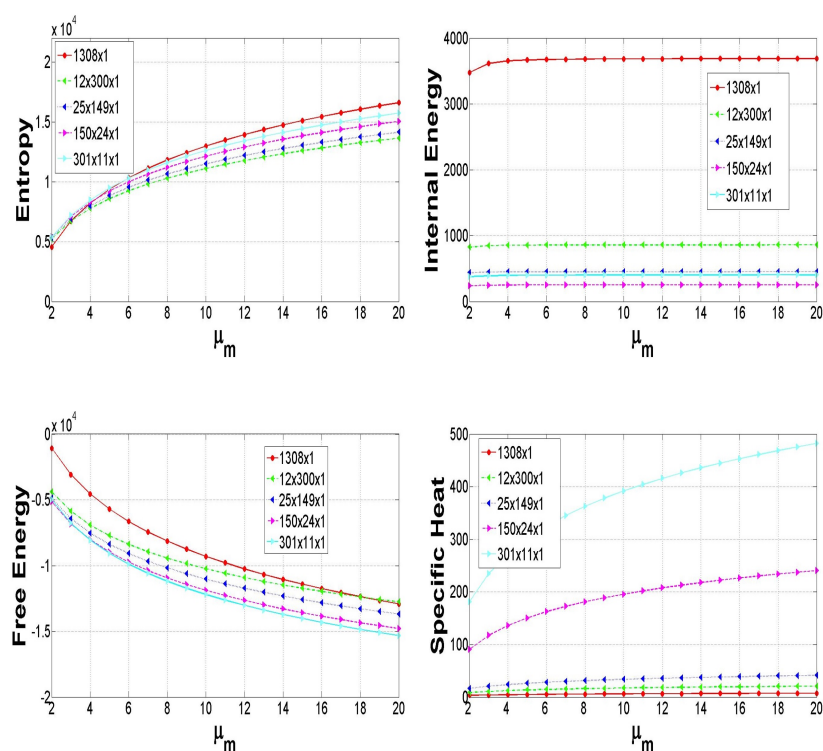 x 10^4
Entropy
2
1.5
1
0.5
0
1308x1
12x300x1
25x149x1
150x24x1
301x11x1
2 4 6 8 10 12 14 16 18 20
μm
Internal Energy
4000
3000
2000
1000
800
600
400
200
0
1308x1
12x300x1
25x149x1
150x24x1
301x11x1
2 4 6 8 10 12 14 16 18 20
μm
x 10^4
Free Energy
0
-0.5
-1
-1.5
-2
1308x1
12x300x1
25x149x1
150x24x1
301x11x1
2 4 6 8 10 12 14 16 18 20
μm
Specific Heat
500
400
300
200
100
0
1308x1
12x300x1
25x149x1
150x24x1
301x11x1
2 4 6 8 10 12 14 16 18 20
μm